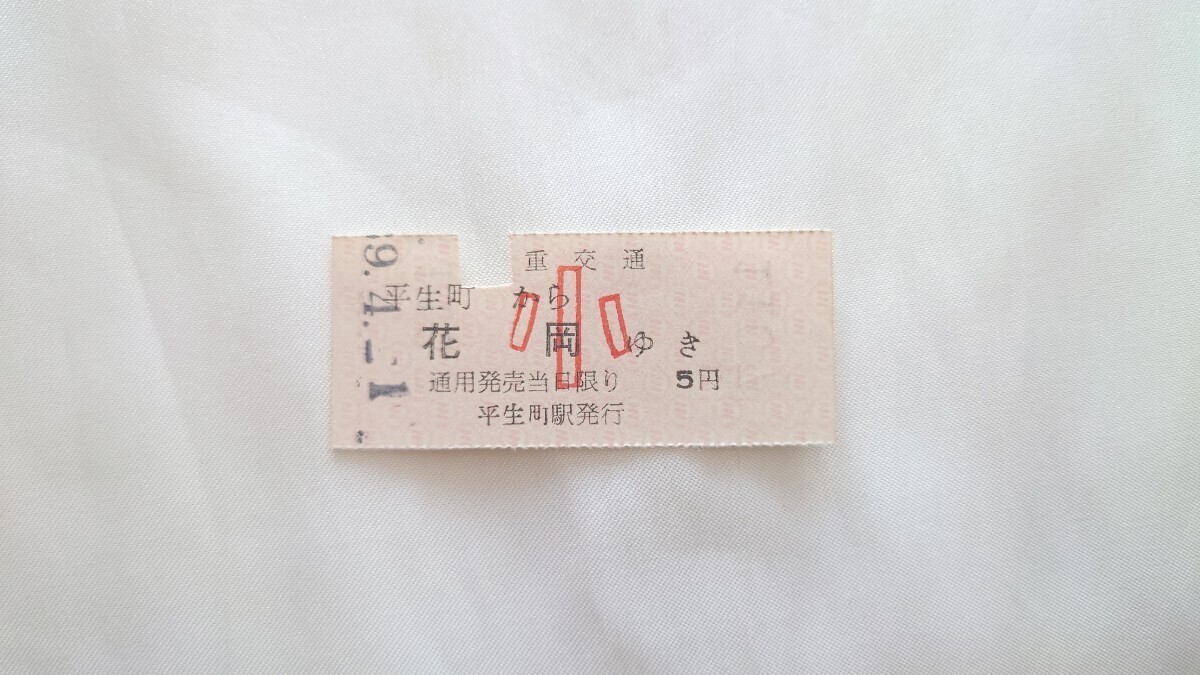 重交通
平生町から
花岡ゆき
小
通用発売当日限り 5円
平生町駅発行